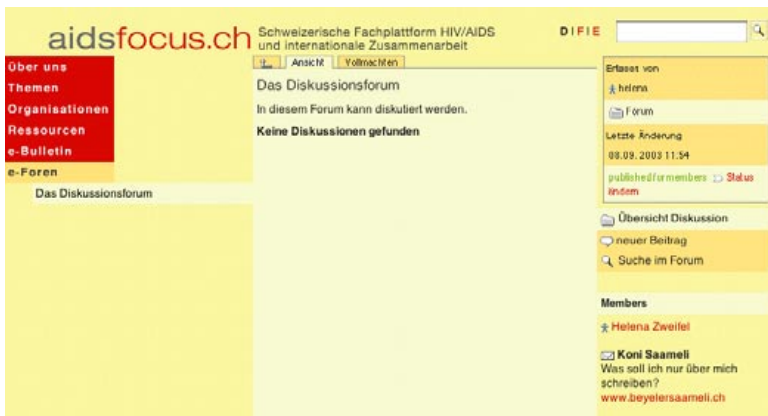 aidsfocus.ch
Schweizerische Fachplattform HIV/AIDS
und internationale Zusammenarbeit
D I F I E
Über uns
Themen
Organisationen
Ressourcen
e-Bulletin
e-Foren
Das Diskussionsforum
Ansicht
Vollmachten
Das Diskussionsforum
In diesem Forum kann diskutiert werden.
Keine Diskussionen gefunden
Erfasst von
helena
Forum
Letzte Änderung
08.09. 2003 11:54
publishedformembers Status
ändern
Übersicht Diskussion
neuer Beitrag
Suche im Forum
Members
Helena Zweifel
Koni Saameli
Was soll ich nur über mich
schreiben?
www.beyelersaameli.ch